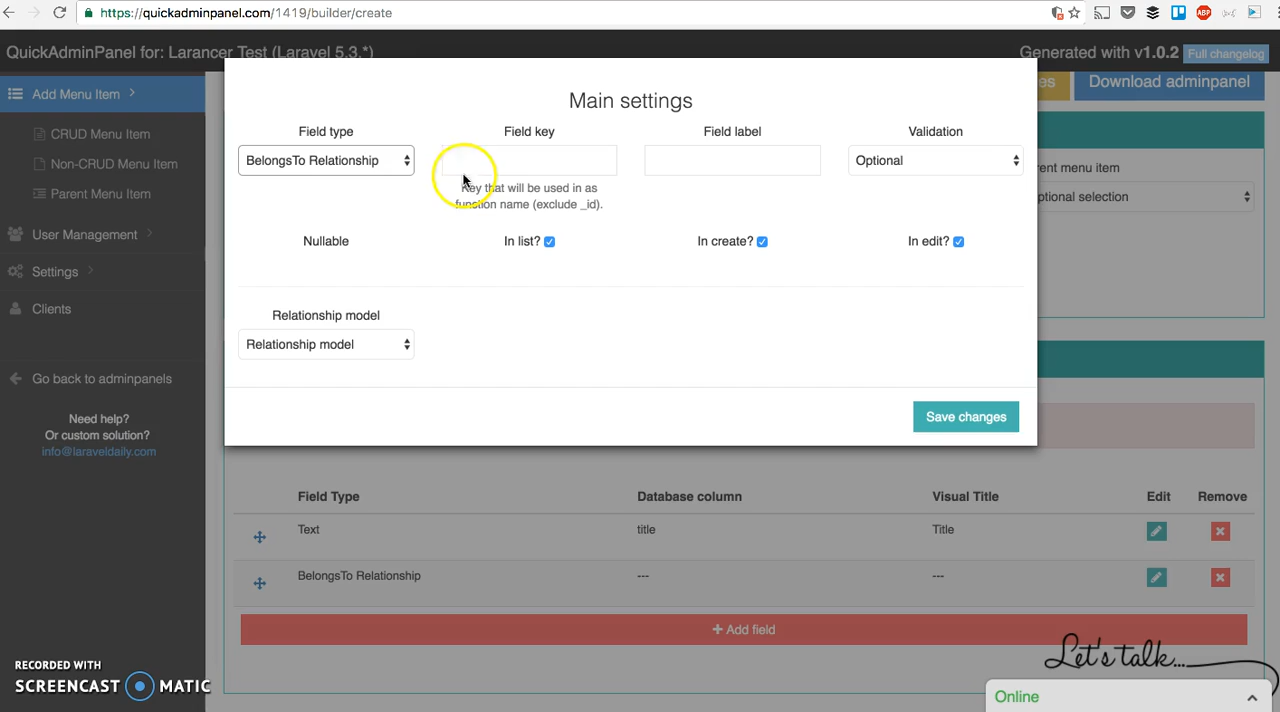 https://quickadminpanel.com/1419/builder/create
ABP
QuickAdminPanel for: Larancer Test (Laravel 5.3.*)
Generated with v1.0.2 Full changelog
Add Menu Item
CRUD Menu Item
Non-CRUD Menu Item
Parent Menu Item
User Management
Settings
Clients
Go back to adminpanels
Need help?
Or custom solution?
info@laraveldaily.com
es
Download adminpanel
Main settings
Field type
Field key
Field label
Validation
BelongsTo Relationship
Optional
Key that will be used in as
function name (exclude _id).
Nullable
In list?
In create?
In edit?
Relationship model
Relationship model
Save changes
rent menu item
ptional selection
Field Type
Database column
Visual Title
Edit
Remove
Text
title
Title
BelongsTo Relationship
---
---
+ Add field
Let's talk...
Online
RECORDED WITH
SCREENCAST MATIC